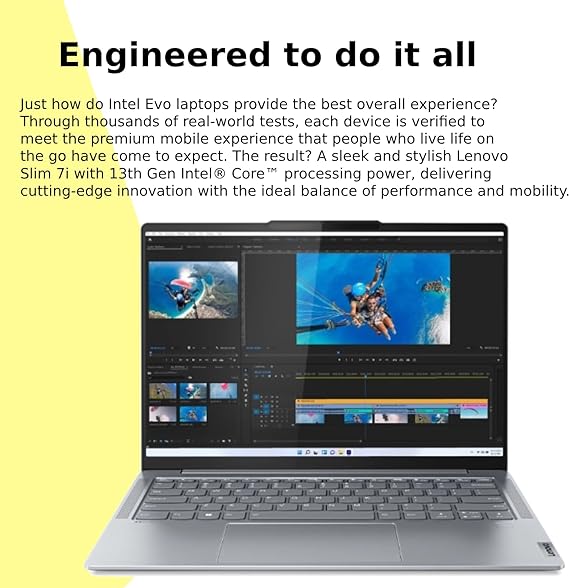 Engineered to do it all
Just how do Intel Evo laptops provide the best overall experience?
Through thousands of real-world tests, each device is verified to
meet the premium mobile experience that people who live life on
the go have come to expect. The result? A sleek and stylish Lenovo
Slim 7i with 13th Gen Intel® Core™ processing power, delivering
cutting-edge innovation with the ideal balance of performance and mobility.
Lenovo